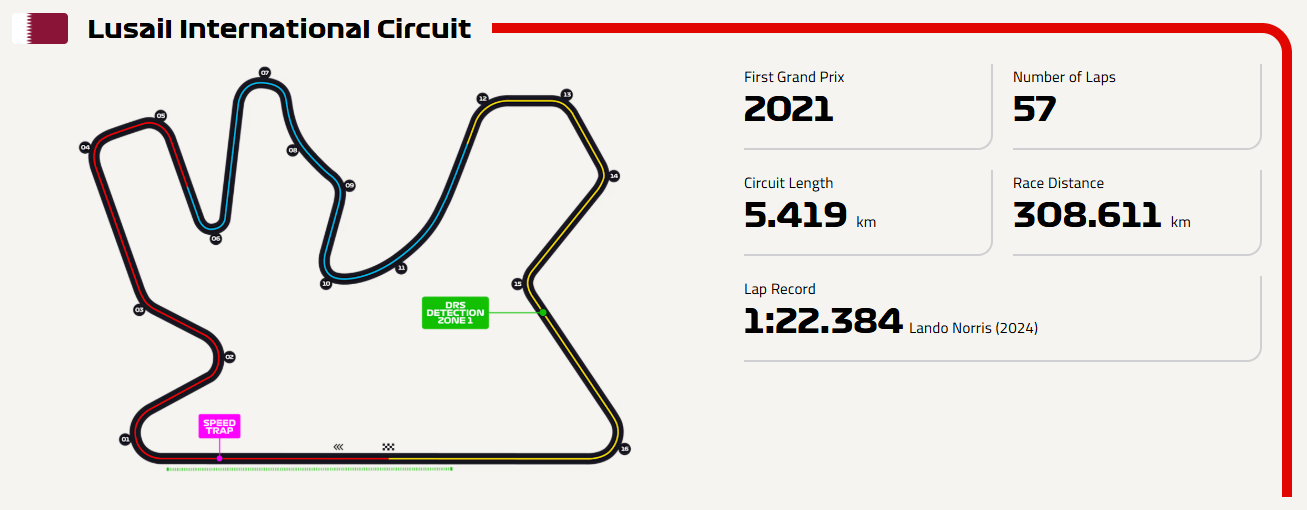 Lusail International Circuit
First Grand Prix
2021
Number of Laps
57
Circuit Length
5.419 km
Race Distance
308.611 km
Lap Record
1:22.384 Lando Norris (2024)
07
12
13
05
04
08
14
09
06
11
10
15
03
DRS
DETECTION
ZONE 1
02
SPEED
TRAP
01
16